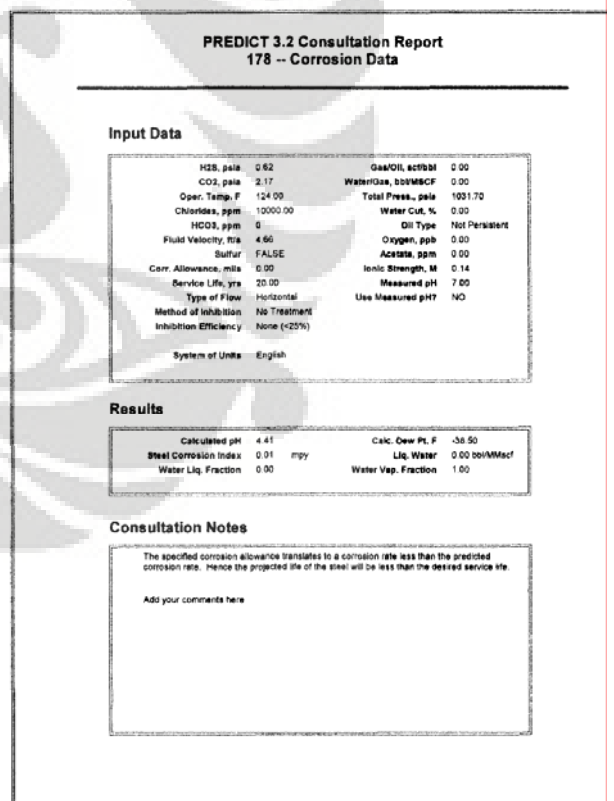 PREDICT 3.2 Consultation Report
178 -- Corrosion Data
Input Data
H2S, psia 0.62 Gas/Oil, scf/bbl 0.00
CO2, psia 2.17 Water/Gas, bbl/MSCF 0.00
Oper. Temp, F 124.00 Total Press., psia 1031.70
Chlorides, ppm 10000.00 Water Cut, % 0.00
HCO3, ppm 0 Oil Type Not Persistent
Fluid Velocity, ft/s 4.66 Oxygen, ppb 0.00
Sulfur FALSE Acetate, ppm 0.00
Corr. Allowance, mils 0.00 Ionic Strength, M 0.14
Service Life, yrs 20.00 Measured pH 7.00
Type of Flow Horizontal Use Measured pH? NO
Method of Inhibition No Treatment
Inhibition Efficiency None (<25%)
System of Units English
Results
Calculated pH 4.41 Calc. Dew Pt, F -38.50
Steel Corrosion Index 0.01 mpy Liq. Water 0.00 bbl/MMscf
Water Liq. Fraction 0.00 Water Vap. Fraction 1.00
Consultation Notes
The specified corrosion allowance translates to a corrosion rate less than the predicted
corrosion rate. Hence the projected life of the steel will be less than the desired service life.
Add your comments here